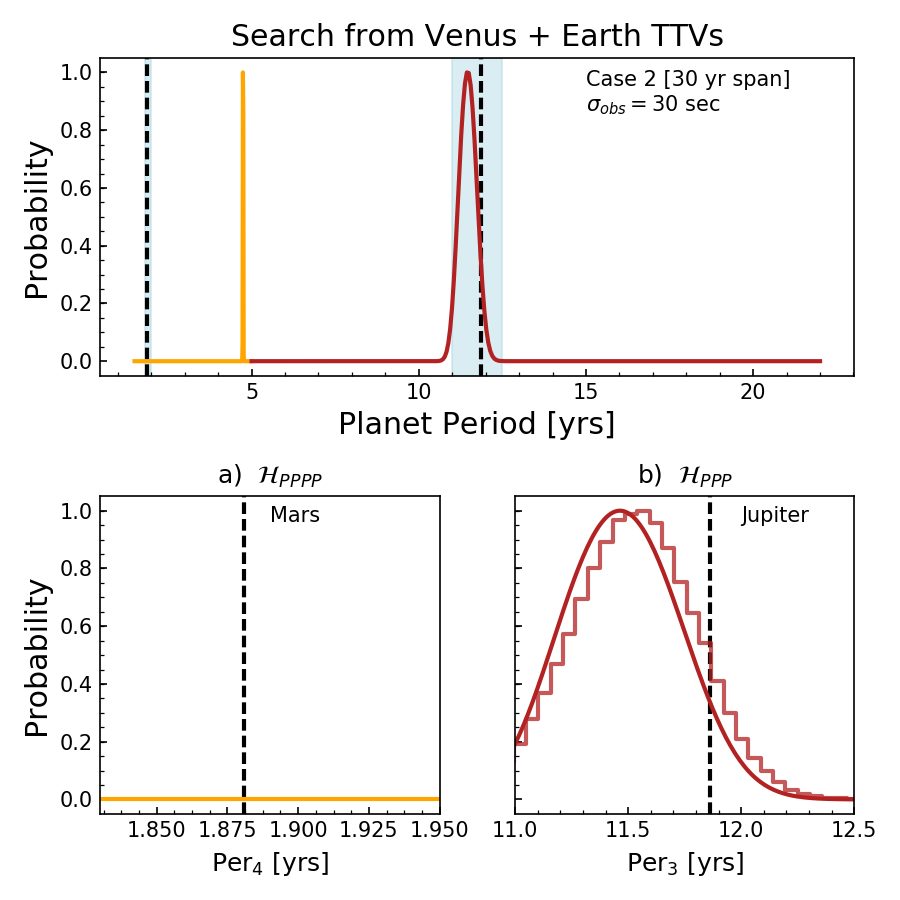 Search from Venus + Earth TTVs
Case 2 [30 yr span]
σ_obs = 30 sec
Probability
1.0
0.8
0.6
0.4
0.2
0.0
5 10 15 20
Planet Period [yrs]
a) ℋ_PPPP
Mars
Probability
1.0
0.8
0.6
0.4
0.2
0.0
1.850 1.875 1.900 1.925 1.950
Per_4 [yrs]
b) ℋ_PPP
Jupiter
11.0 11.5 12.0 12.5
Per_3 [yrs]